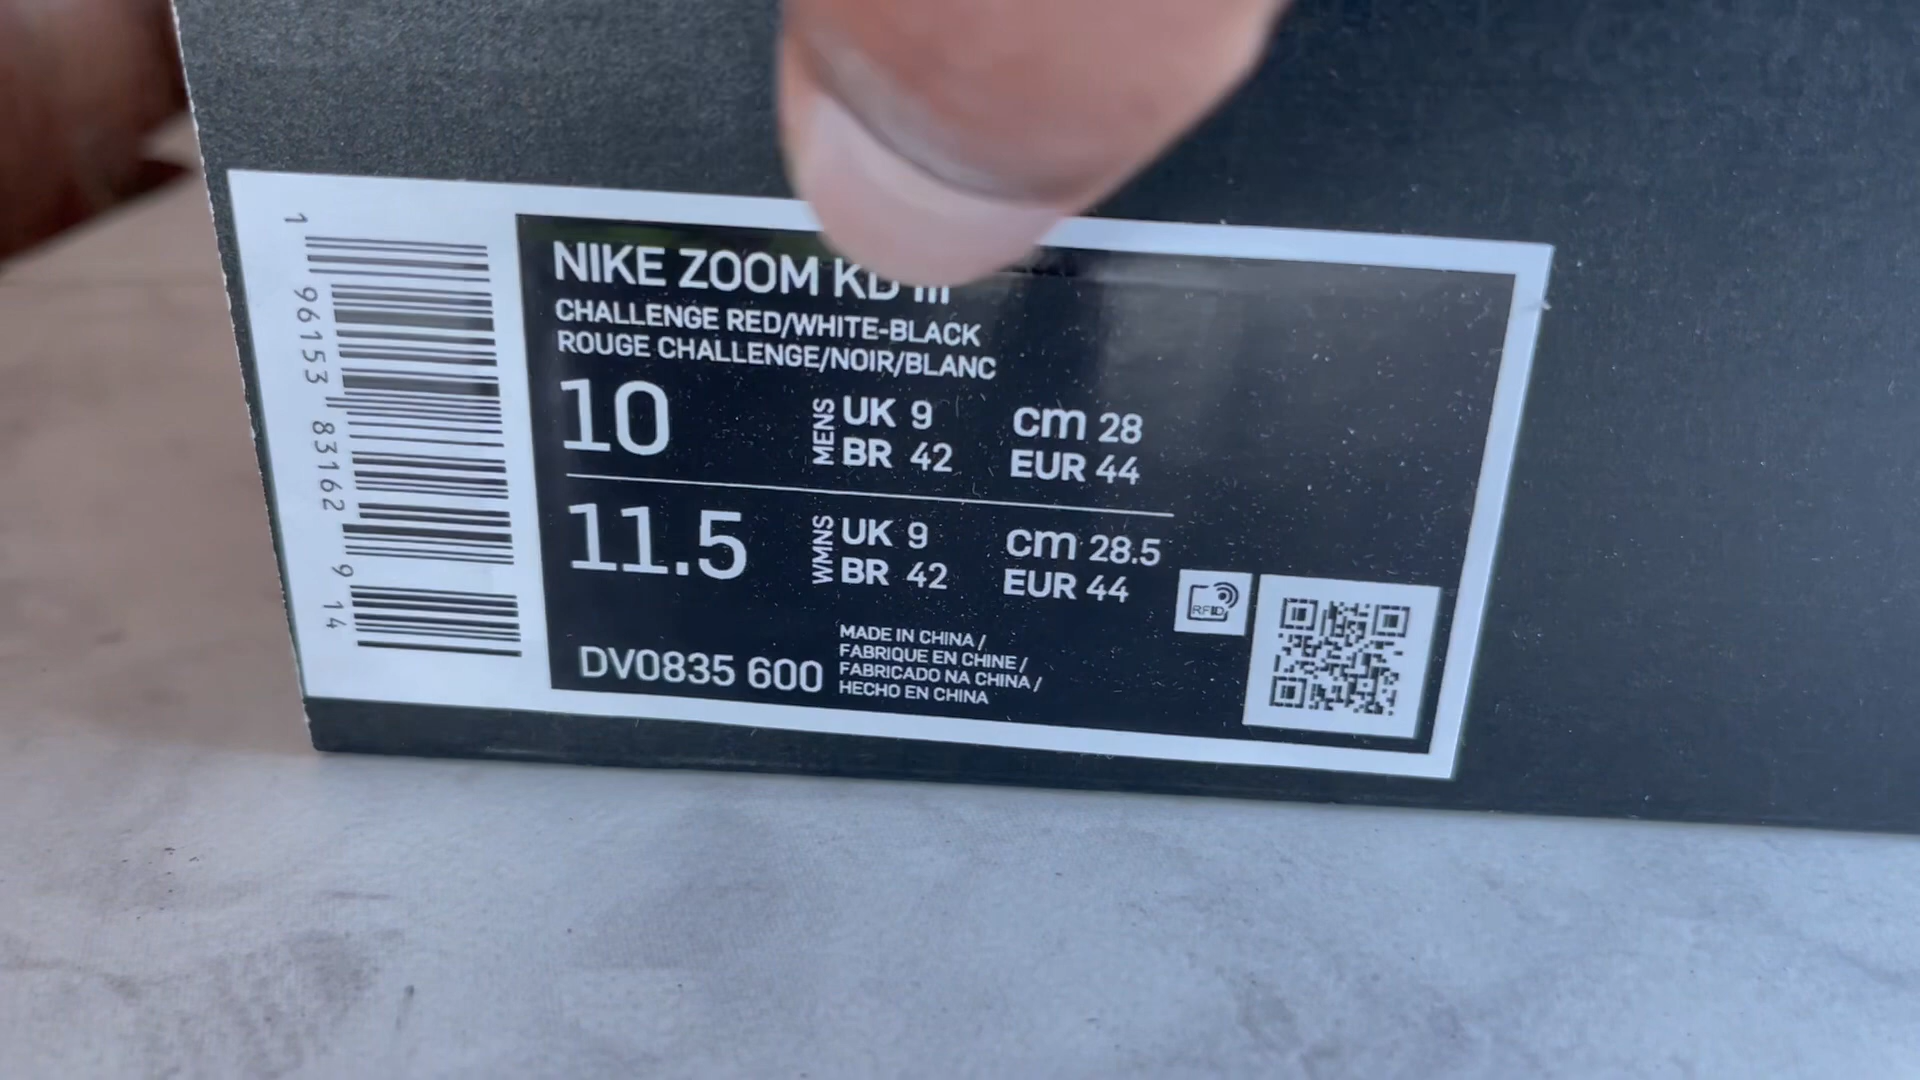 NIKE ZOOM KD III
CHALLENGE RED/WHITE-BLACK
ROUGE CHALLENGE/NOIR/BLANC
10
MENS
UK 9
cm 28
BR 42
EUR 44
11.5
WMNS
UK 9
cm 28.5
BR 42
EUR 44
DV0835 600
MADE IN CHINA /
FABRIQUE EN CHINE /
FABRICADO NA CHINA /
HECHO EN CHINA
RFID
1 96153 83162 9 14